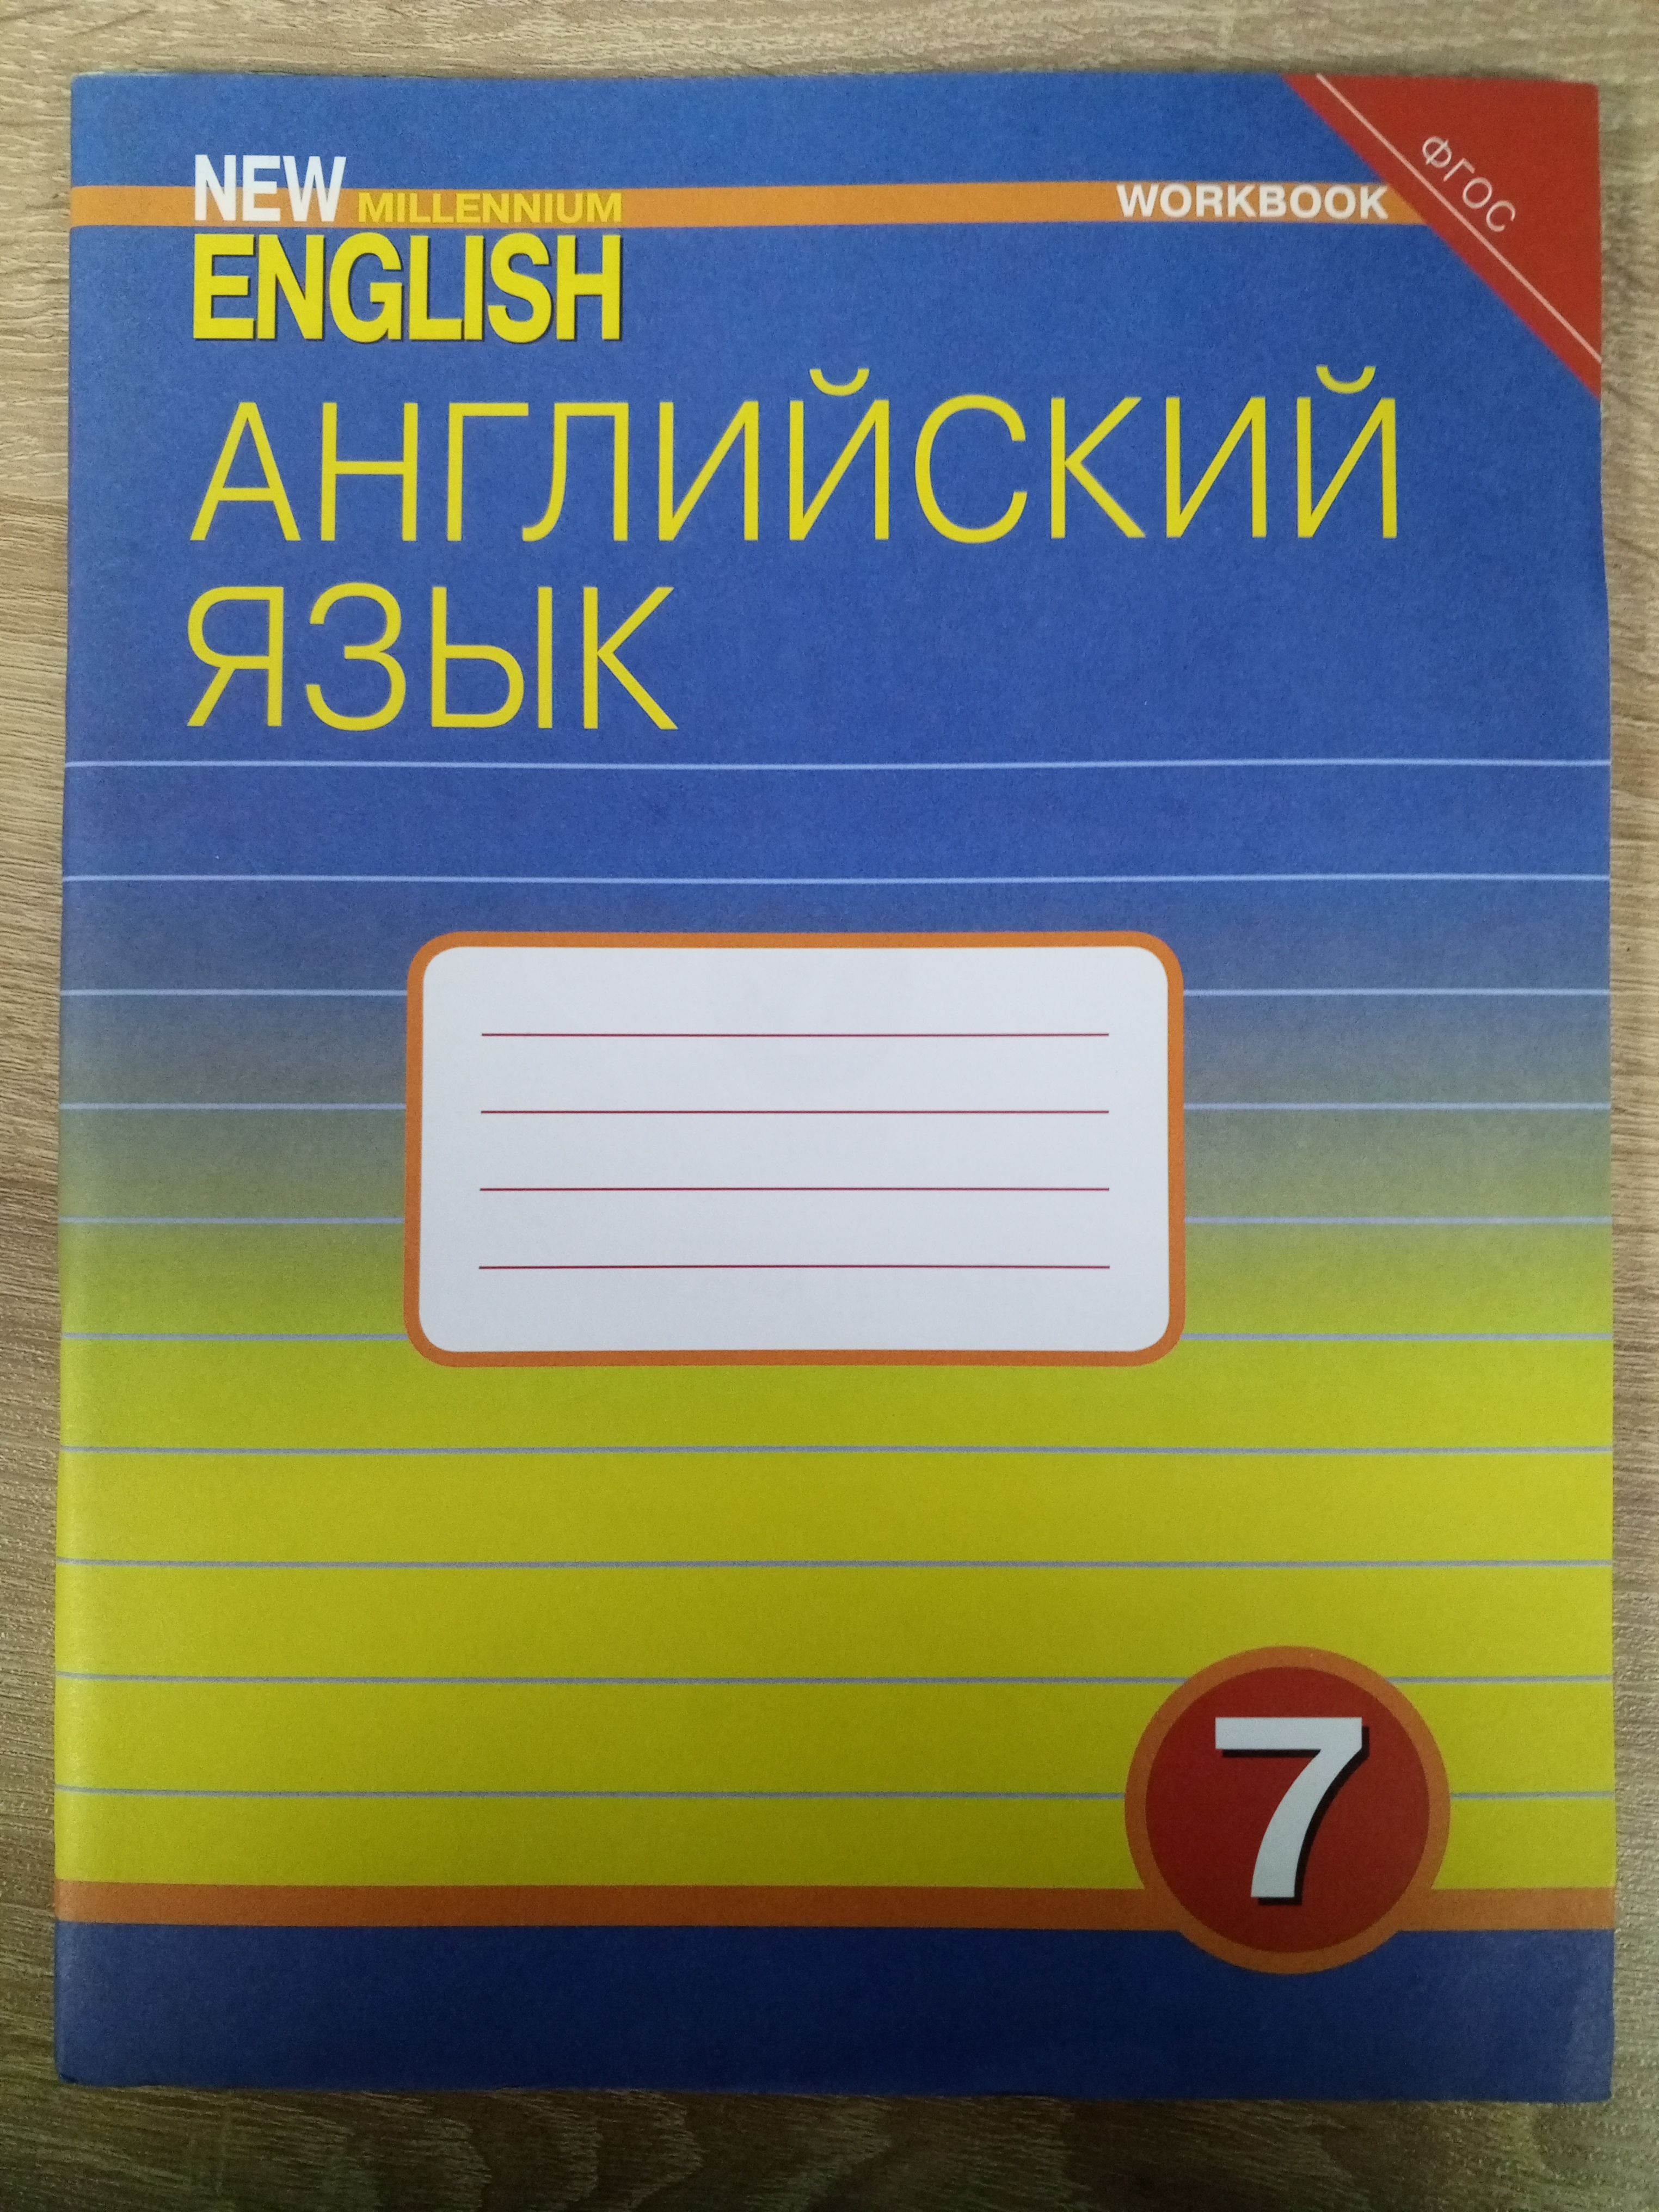 NEW MILLENNIUM
ENGLISH
WORKBOOK
ФГОС
АНГЛИЙСКИЙ
ЯЗЫК
7